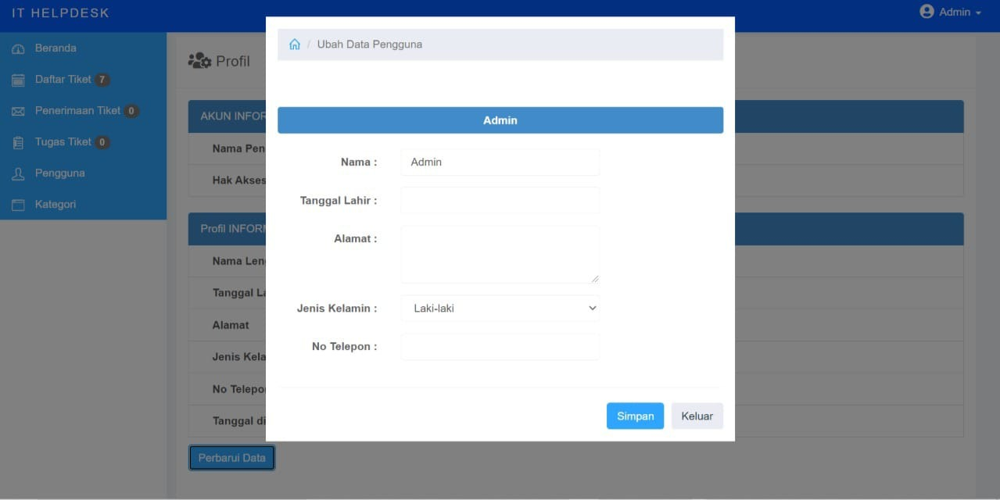 IT HELPDESK
Admin
Beranda
Daftar Tiket 7
Penerimaan Tiket 0
Tugas Tiket 0
Pengguna
Kategori
Profil
AKUN INFOR
Nama Pen
Hak Akses
Profil INFOR
Nama Len
Tanggal La
Alamat
Jenis Kela
No Telepo
Tanggal di
Perbarui Data
/ Ubah Data Pengguna
Admin
Nama : Admin
Tanggal Lahir :
Alamat :
Jenis Kelamin : Laki-laki
No Telepon :
Simpan Keluar